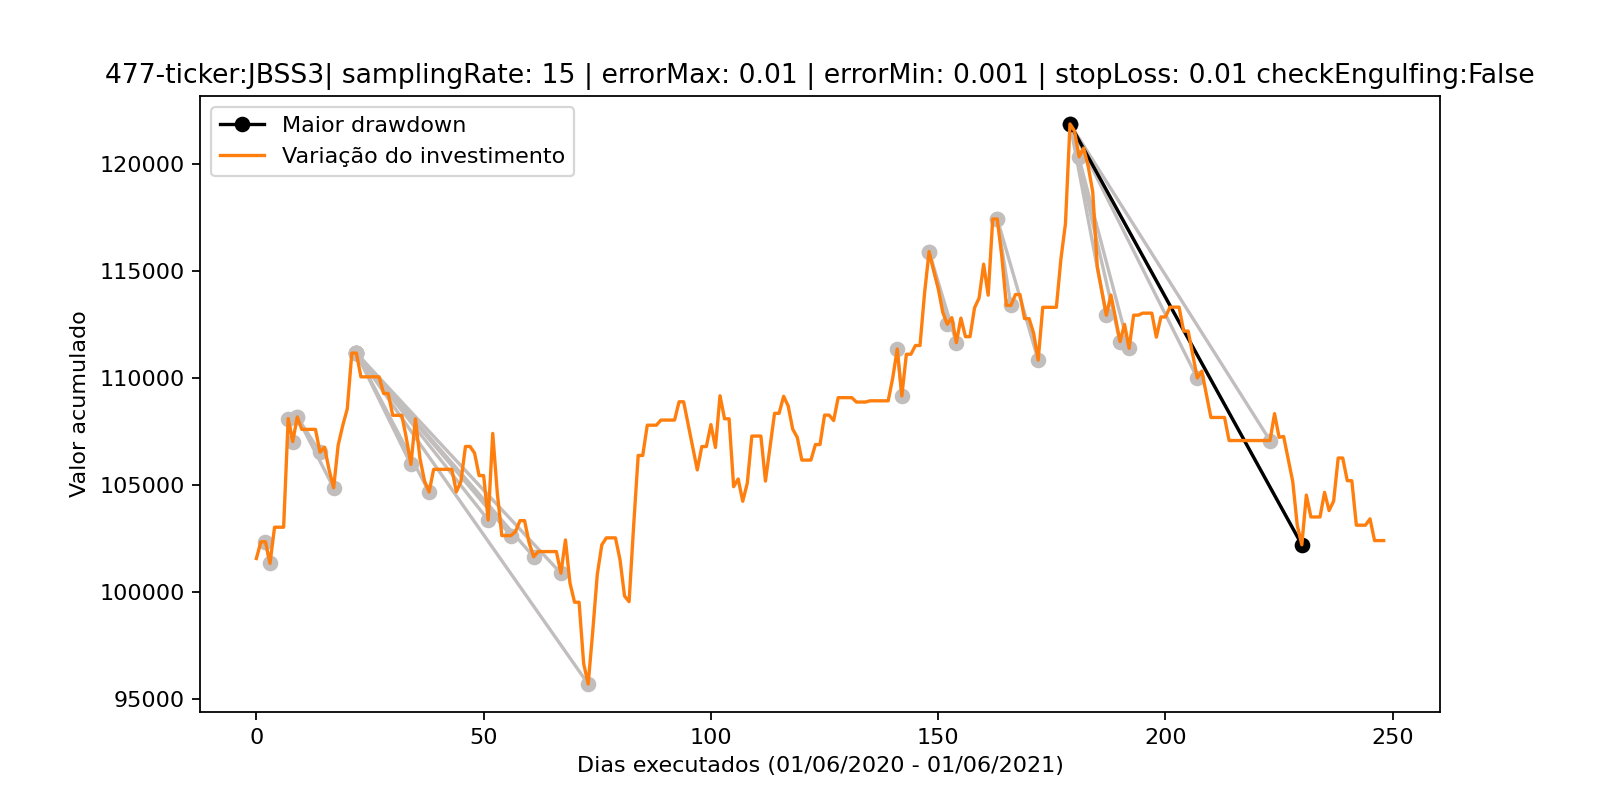 477-ticker:JBSS3| samplingRate: 15 | errorMax: 0.01 | errorMin: 0.001 | stopLoss: 0.01 checkEngulfing:False
Maior drawdown
Variação do investimento
Valor acumulado
120000
115000
110000
105000
100000
95000
0 50 100 150 200 250
Dias executados (01/06/2020 - 01/06/2021)